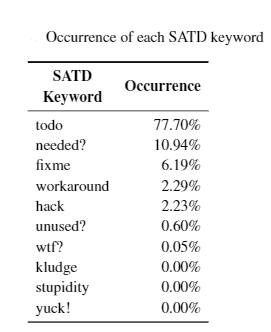 Occurrence of each SATD keyword
SATD
Keyword
Occurrence
todo 77.70%
needed? 10.94%
fixme 6.19%
workaround 2.29%
hack 2.23%
unused? 0.60%
wtf? 0.05%
kludge 0.00%
stupidity 0.00%
yuck! 0.00%